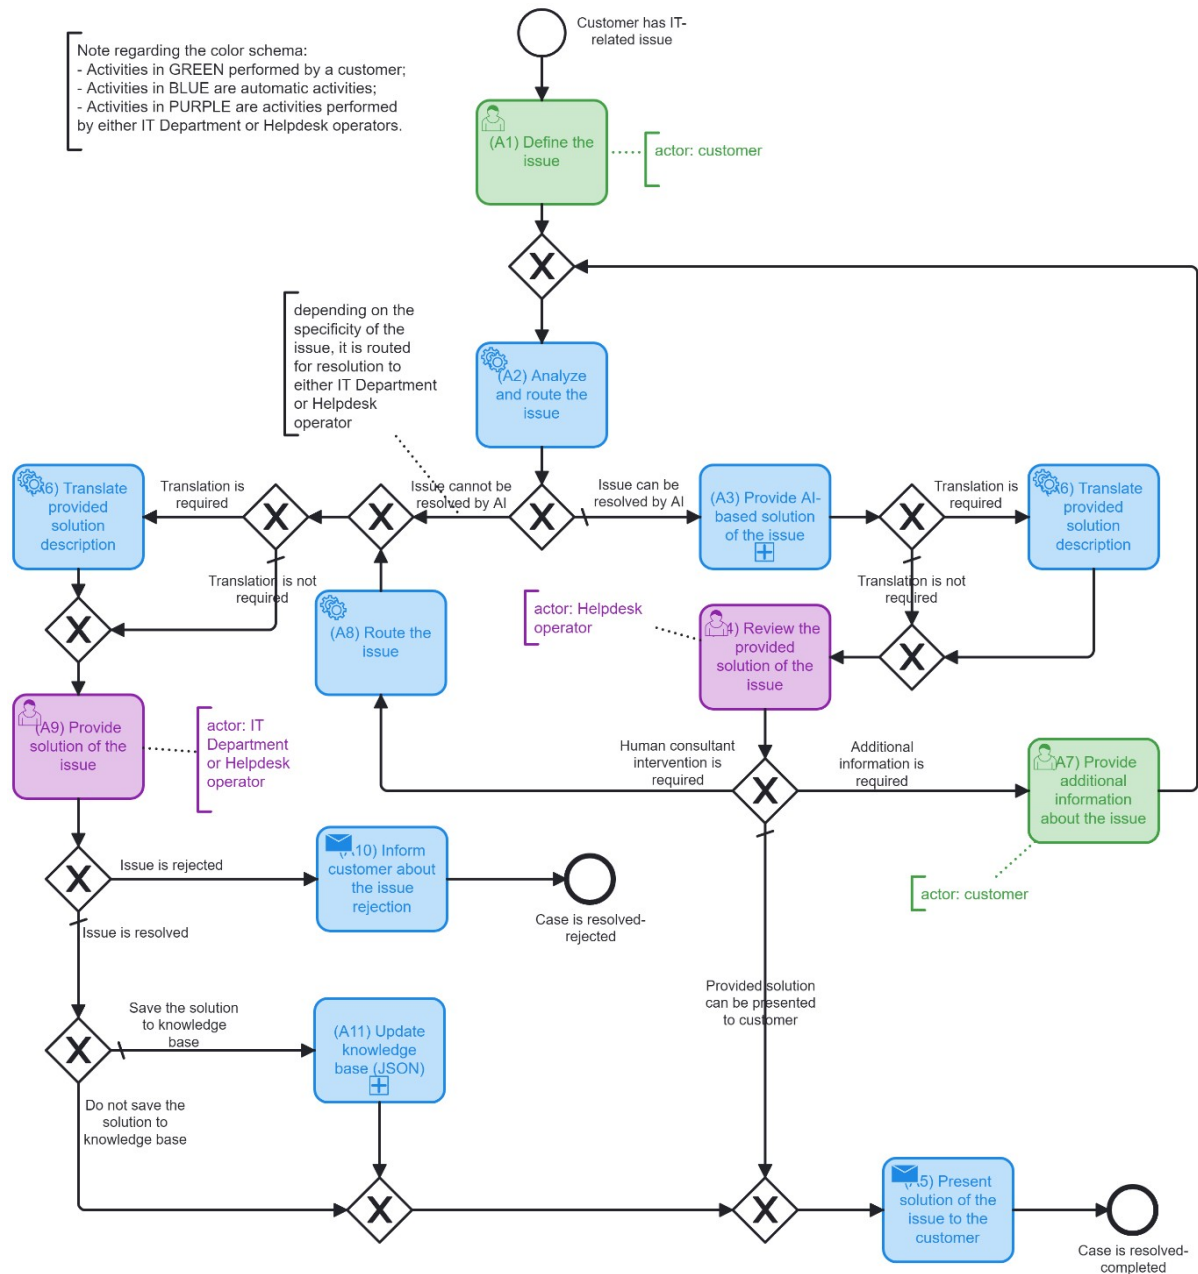 Customer has IT-
related issue
Note regarding the color schema:
- Activities in GREEN performed by a customer;
- Activities in BLUE are automatic activities;
- Activities in PURPLE are activities performed
by either IT Department or Helpdesk operators.
(A1) Define the
issue
actor: customer
X
depending on the
specificity of the
issue, it is routed
for resolution to
either IT Department
or Helpdesk
operator
(A2) Analyze
and route the
issue
A6) Translate
provided
solution
description
Translation is
required
X
X
Issue cannot be
resolved by AI
X
Issue can be
resolved by AI
(A3) Provide AI-
based solution
of the issue
X
Translation is
required
A6) Translate
provided
solution
description
Translation is not
required
Translation is not
required
X
(A8) Route the
issue
actor: Helpdesk
operator
4) Review the
provided
solution of the
issue
X
(A9) Provide
solution of the
issue
actor: IT
Department
or Helpdesk
operator
Human consultant
intervention is
required
X
Additional
information is
required
A7) Provide
additional
information
about the issue
X
Issue is rejected
(A10) Inform
customer about
the issue
rejection
Case is resolved-
rejected
actor: customer
Issue is resolved
Provided solution
can be presented
to customer
Save the solution
to knowledge
base
X
(A11) Update
knowledge
base (JSON)
Do not save the
solution to
knowledge base
X
X
(A5) Present
solution of the
issue to the
customer
Case is resolved-
completed